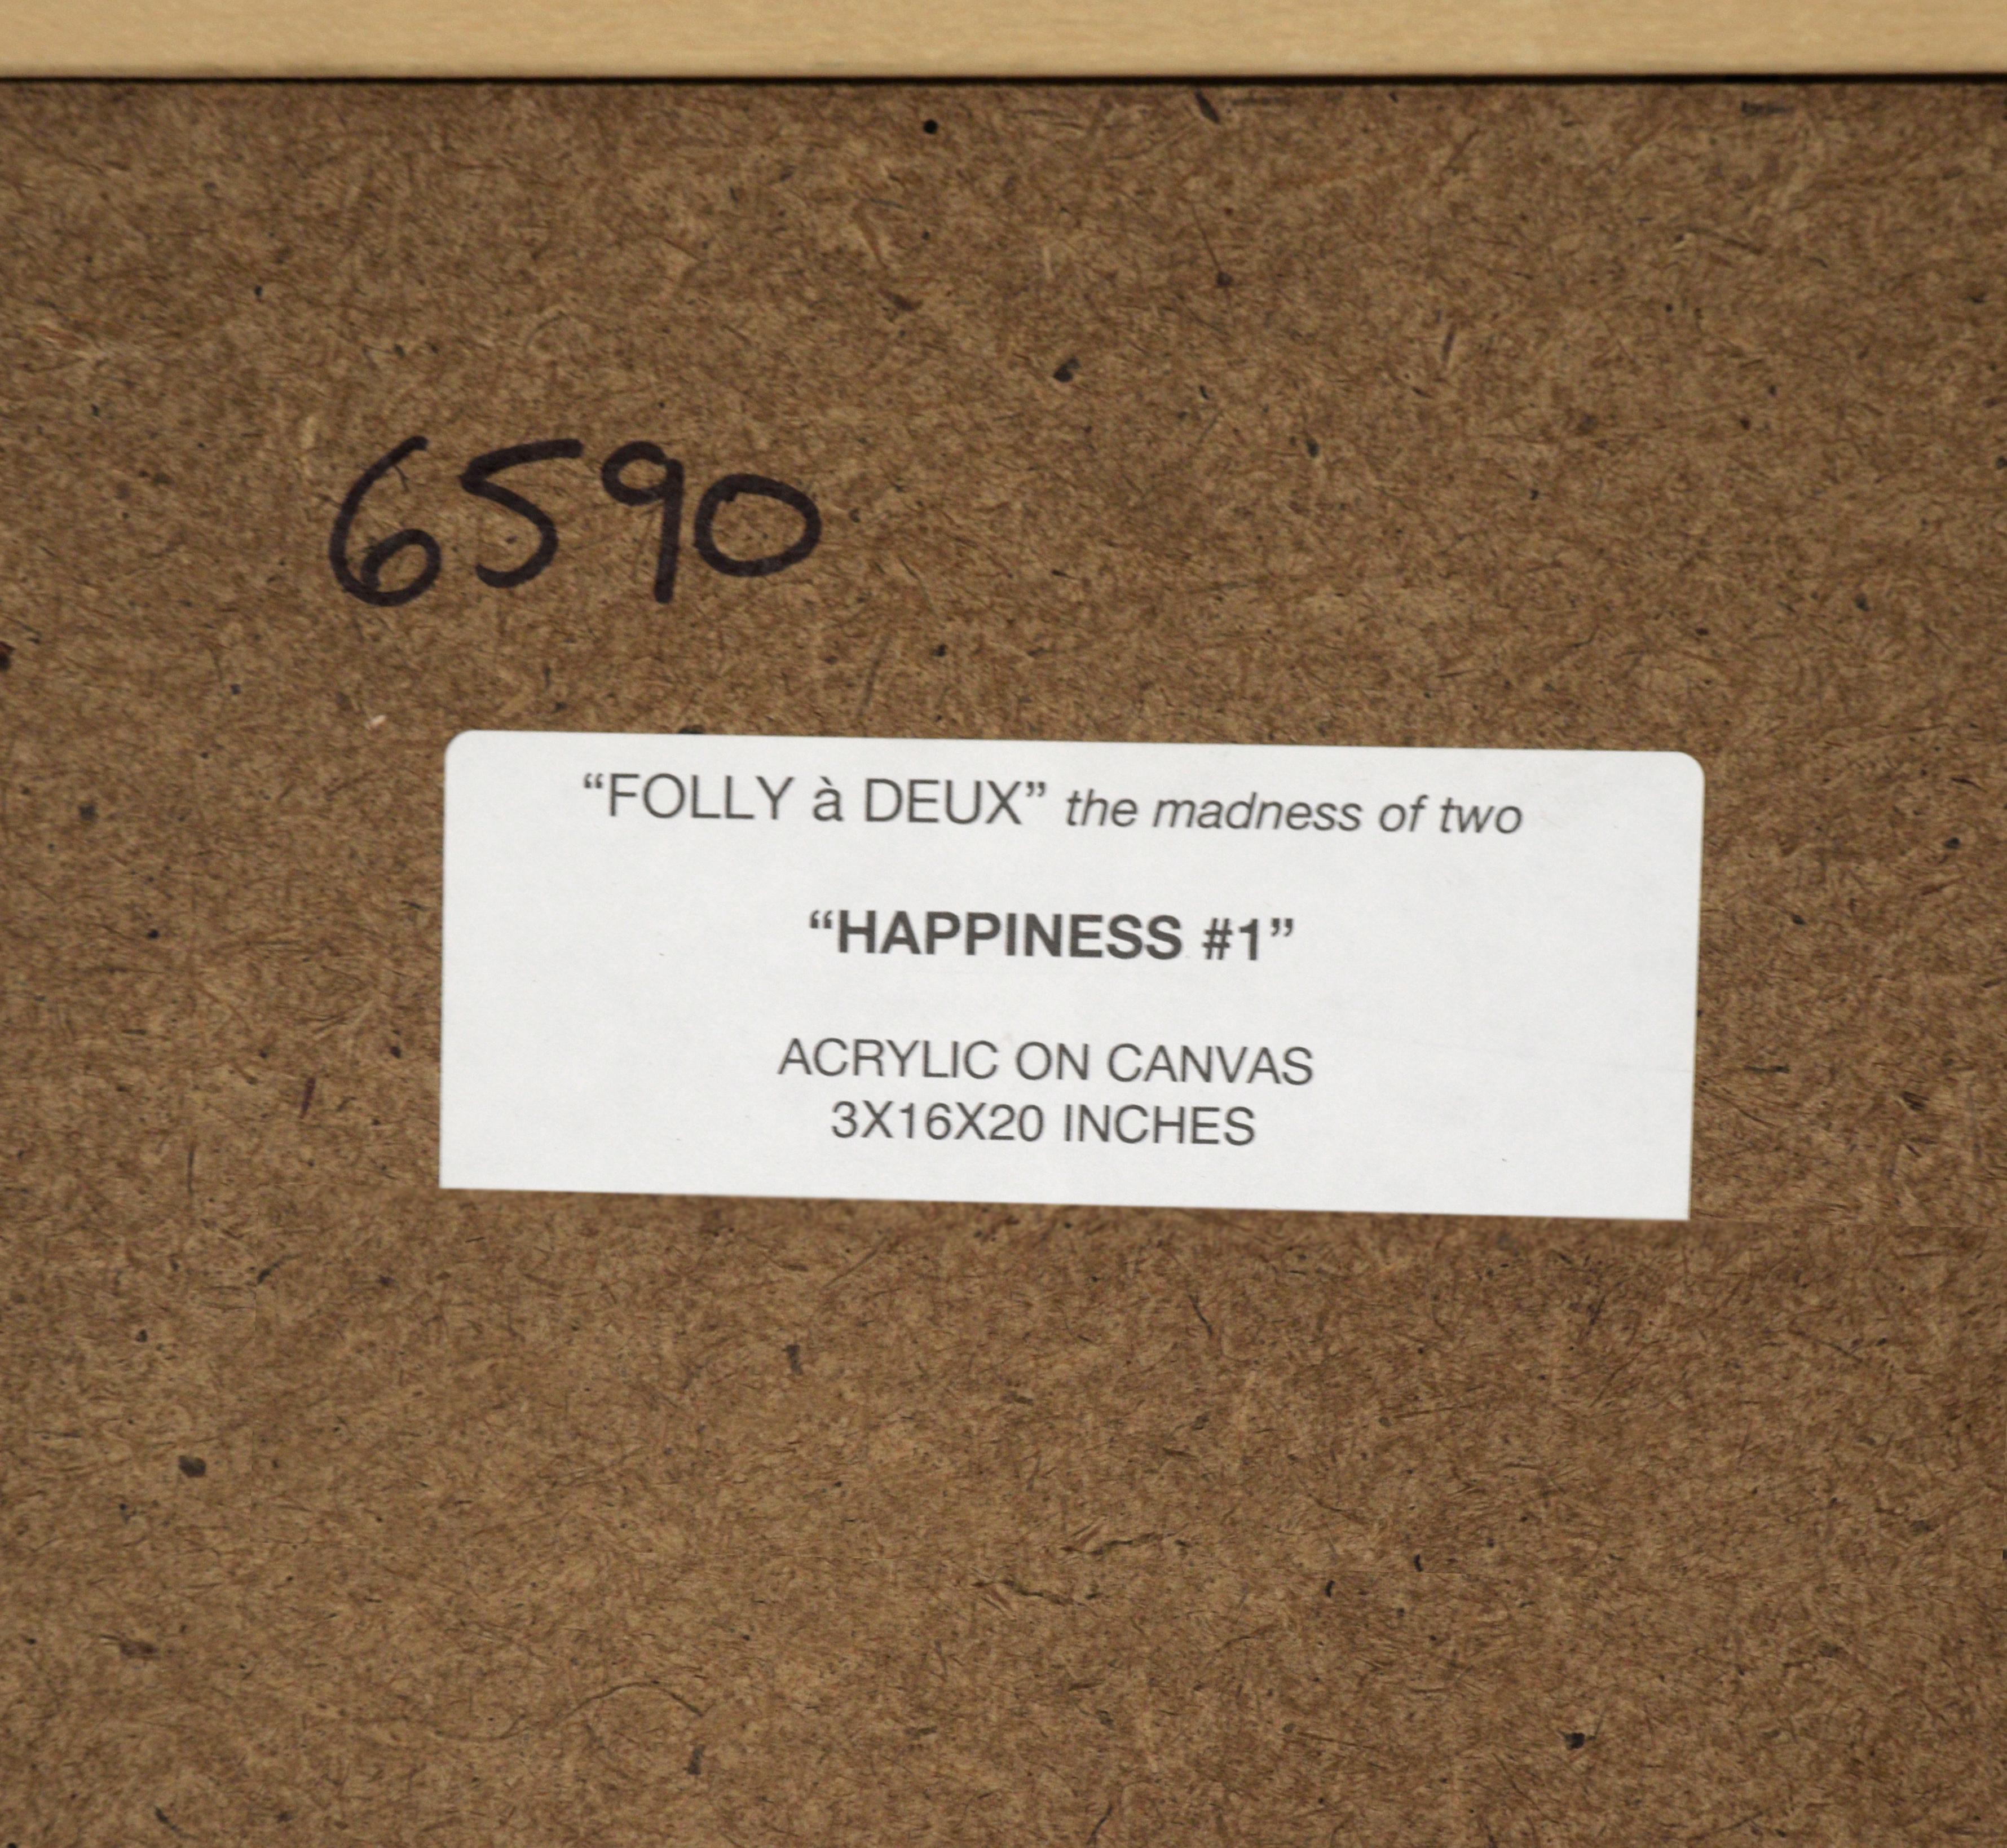 6590
“FOLLY à DEUX” the madness of two
“HAPPINESS #1”
ACRYLIC ON CANVAS
3X16X20 INCHES